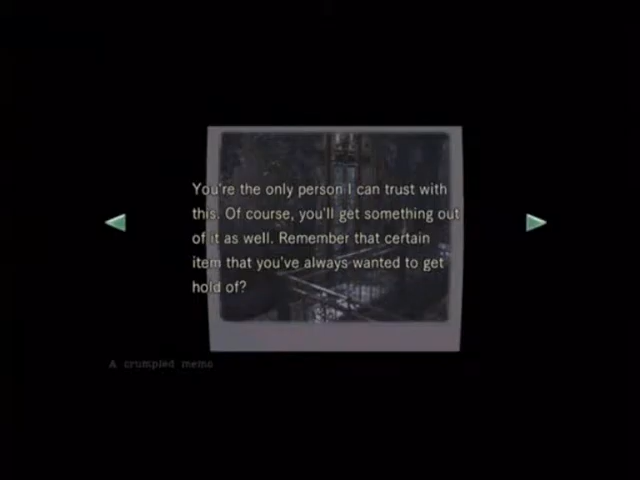 You're the only person I can trust with
this. Of course, you'll get something out
of it as well. Remember that certain
item that you've always wanted to get
hold of?
A crumpled memo